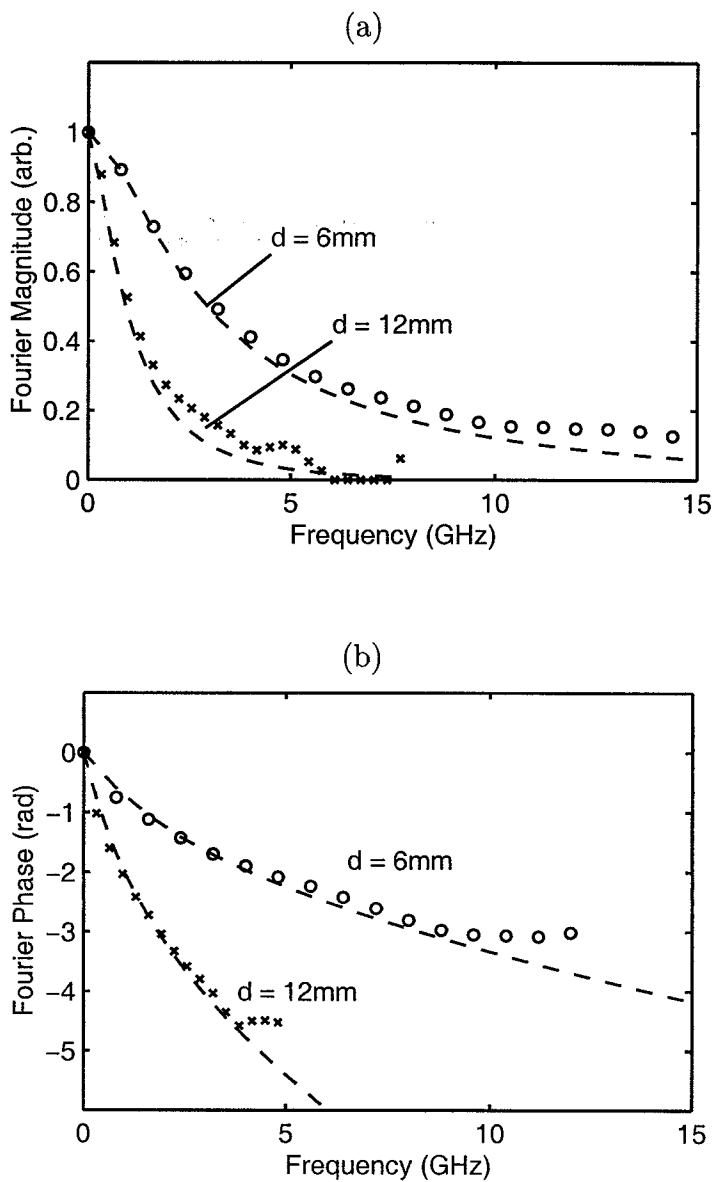 (a)
Fourier Magnitude (arb.)
1
0.8
0.6
0.4
0.2
0
d = 6mm
d = 12mm
0 5 10 15
Frequency (GHz)
(b)
Fourier Phase (rad)
0
−1
−2
−3
−4
−5
d = 6mm
d = 12mm
0 5 10 15
Frequency (GHz)